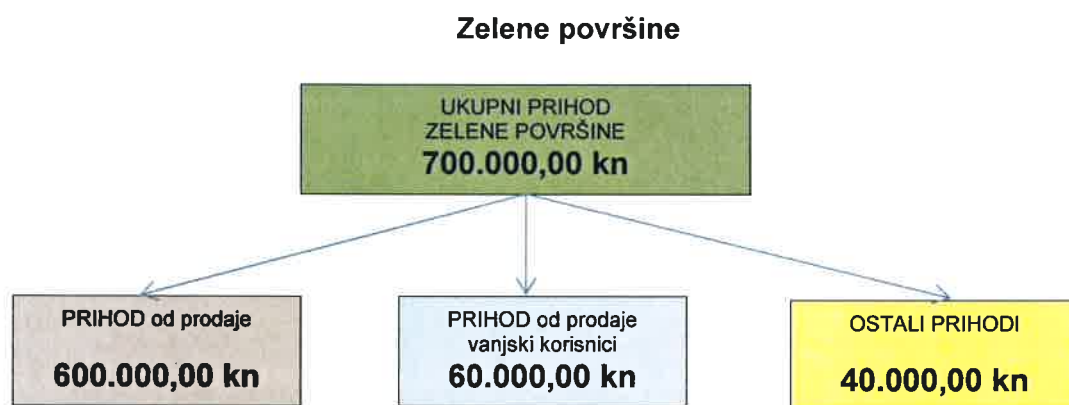 Zelene površine
UKUPNI PRIHOD
ZELENE POVRŠINE
700.000,00 kn
PRIHOD od prodaje
600.000,00 kn
PRIHOD od prodaje
vanjski korisnici
60.000,00 kn
OSTALI PRIHODI
40.000,00 kn